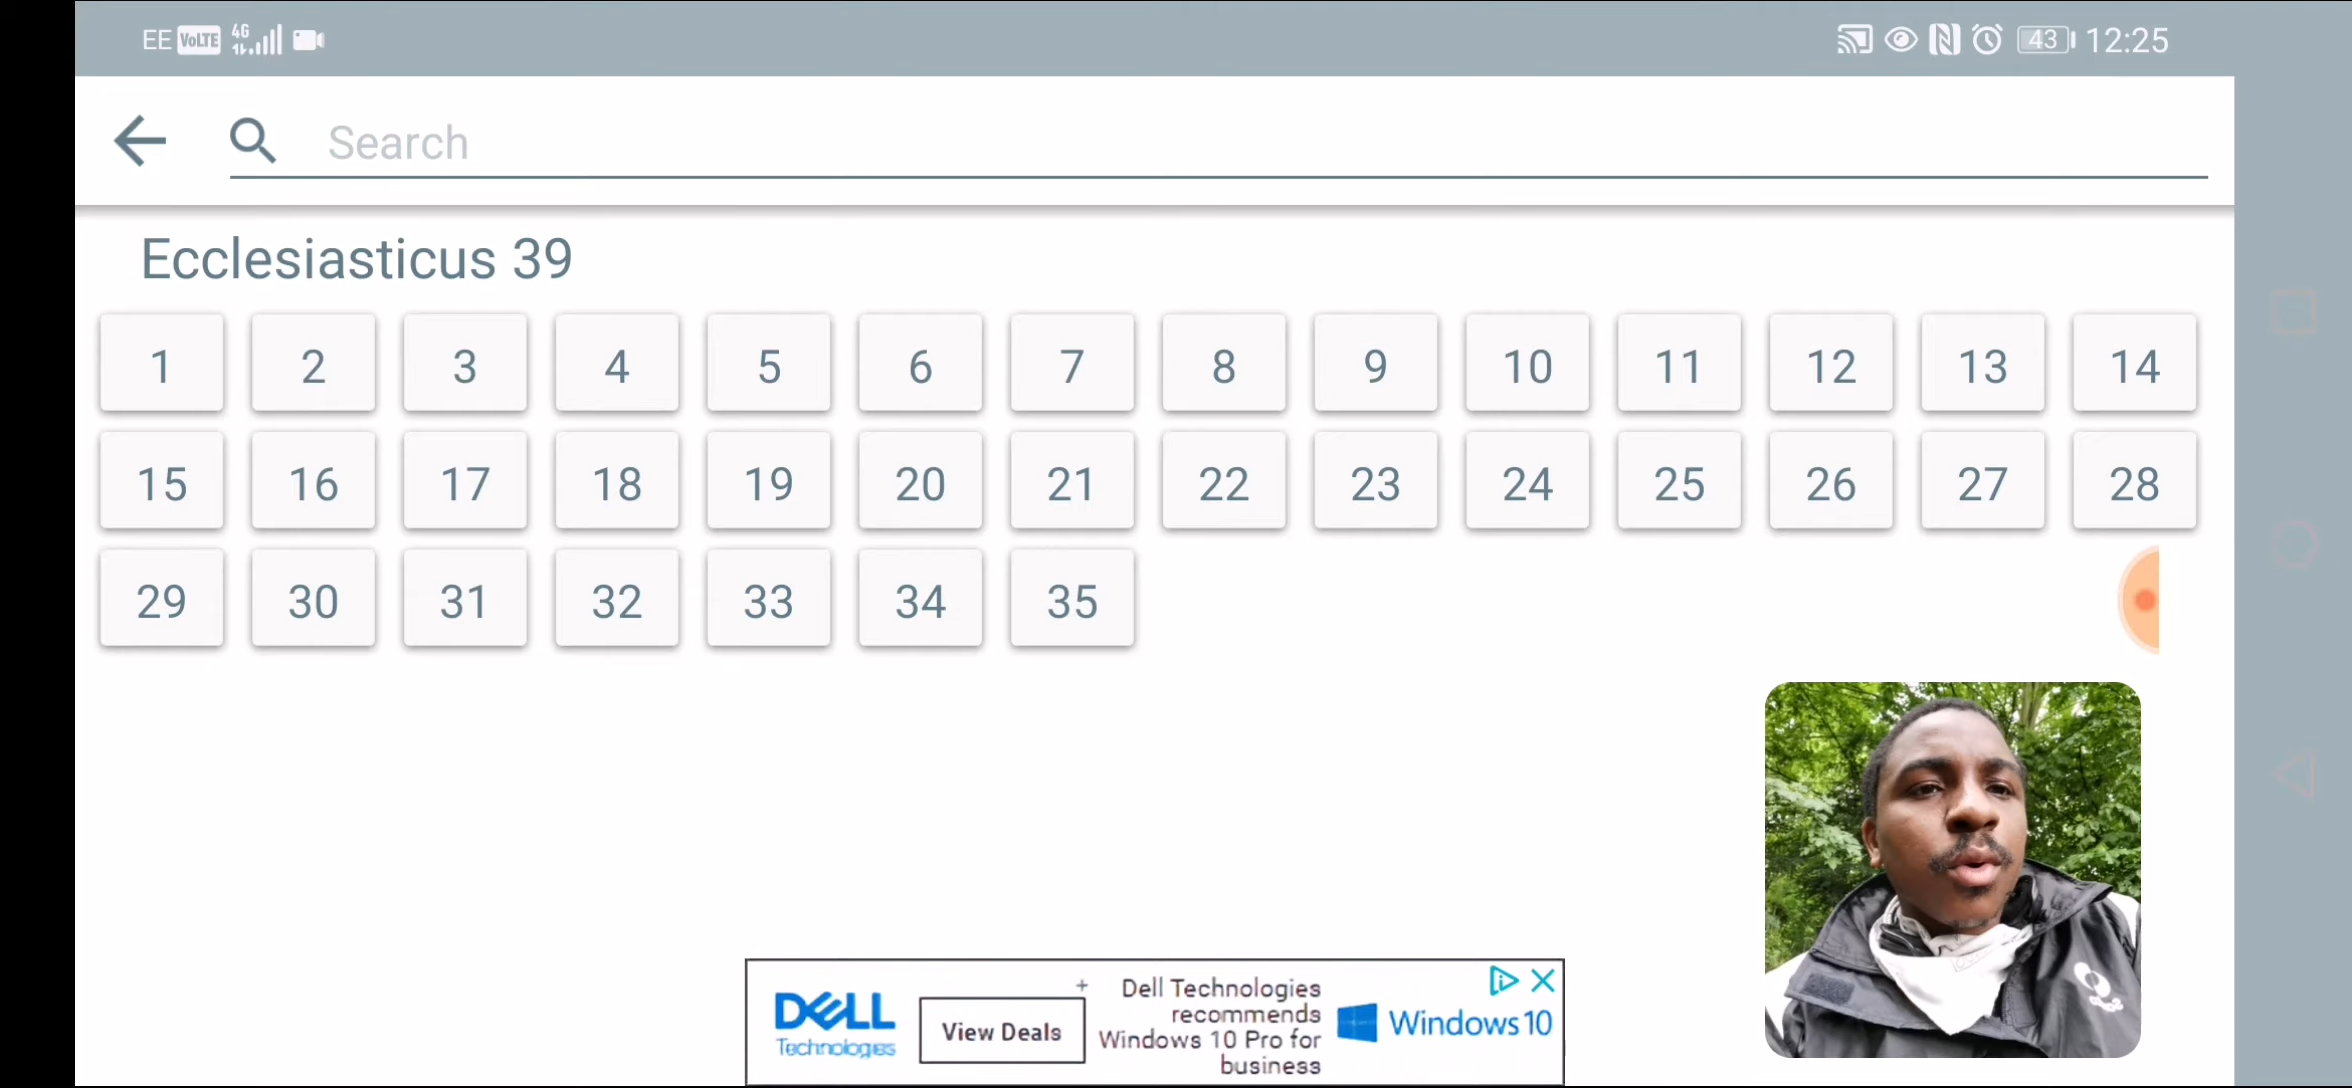 EE VoLTE 4G 43 12:25
Search
Ecclesiasticus 39
1 2 3 4 5 6 7 8 9 10 11 12 13 14
15 16 17 18 19 20 21 22 23 24 25 26 27 28
29 30 31 32 33 34 35
DELL
Technologies
View Deals
Dell Technologies
recommends
Windows 10 Pro for
business
Windows 10